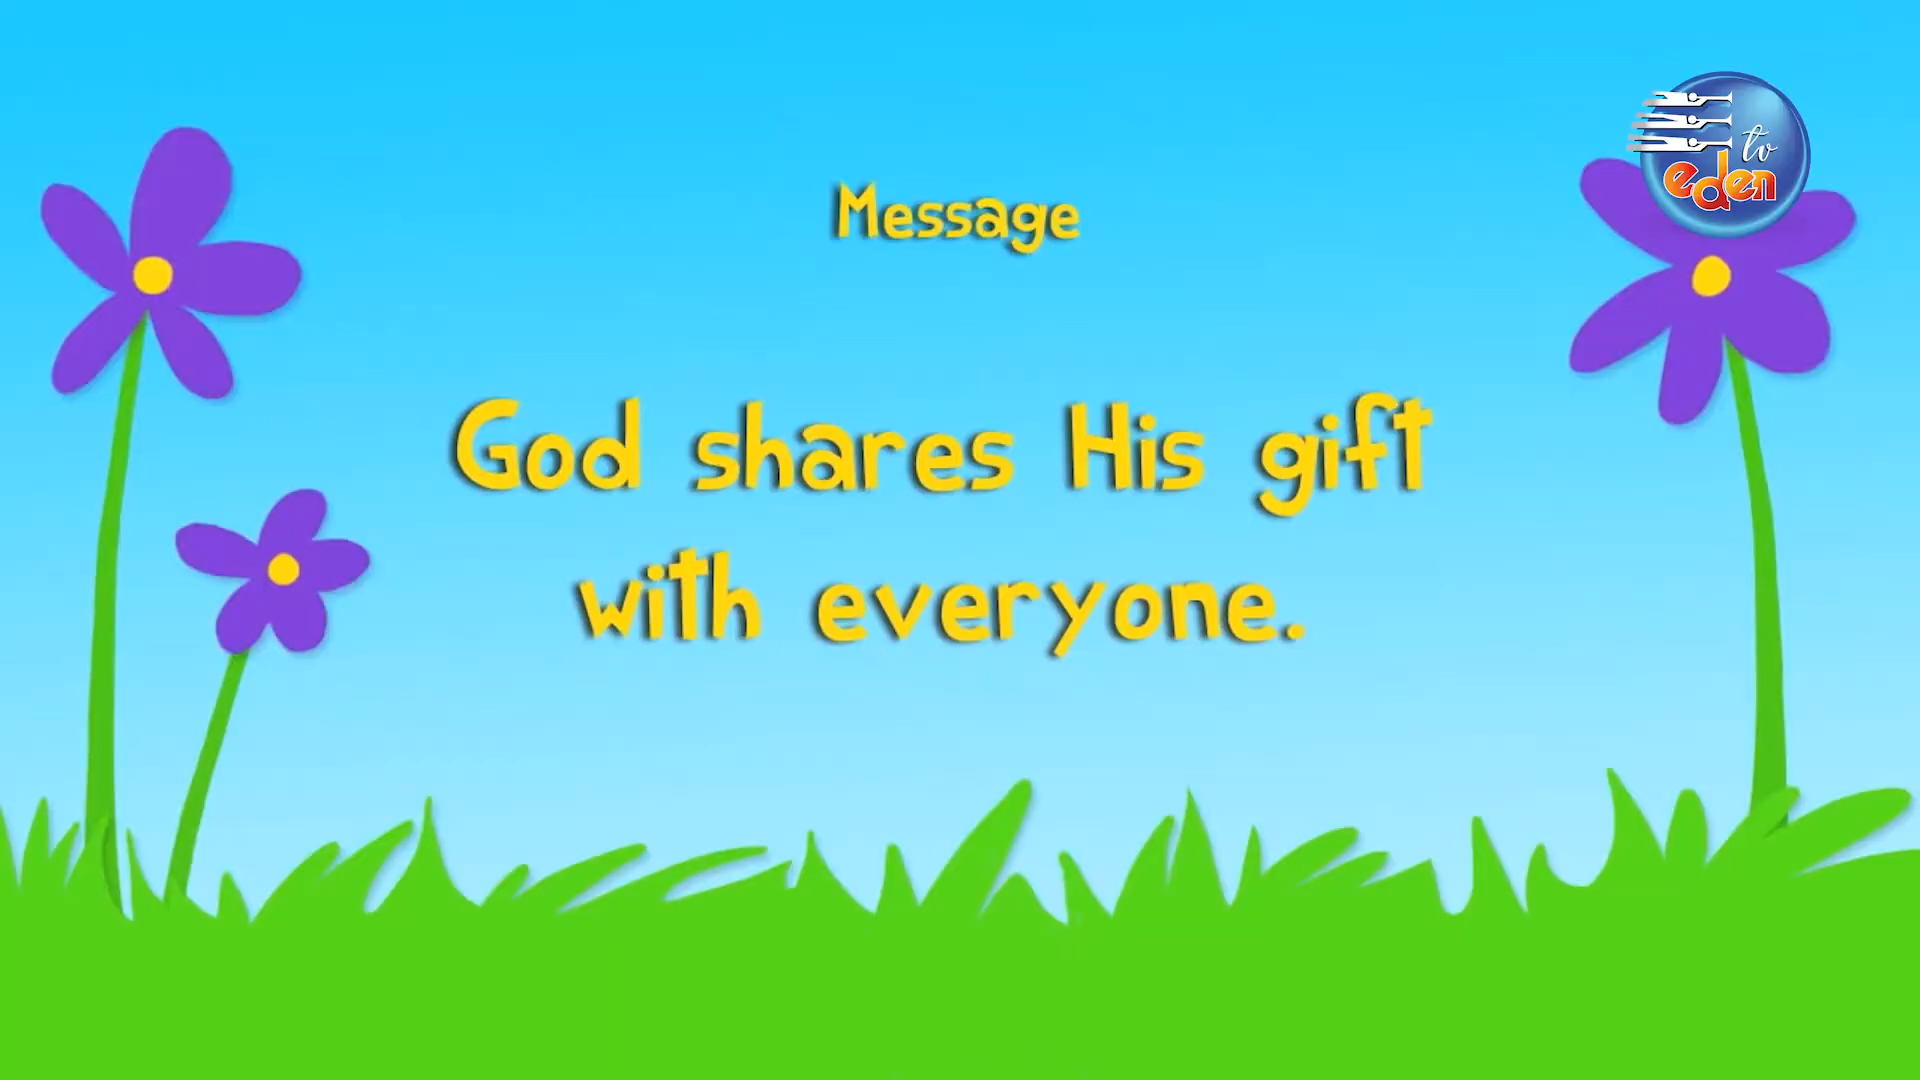 tv
eden
Message
God shares His gift
with everyone.